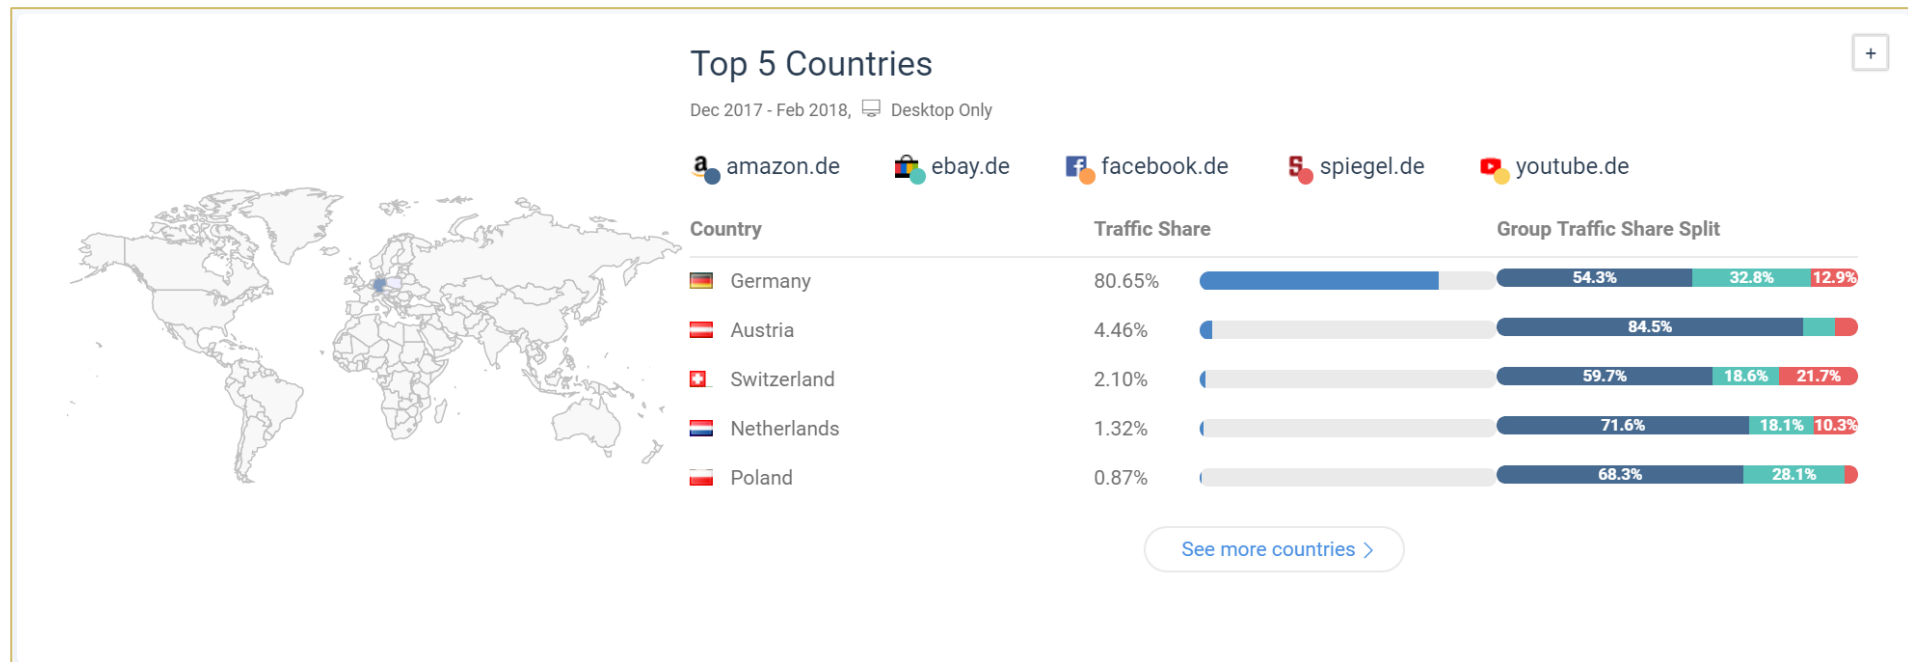 Top 5 Countries
+
Dec 2017 - Feb 2018, Desktop Only
amazon.de ebay.de facebook.de spiegel.de youtube.de
Country Traffic Share Group Traffic Share Split
Germany 80.65% 54.3% 32.8% 12.9%
Austria 4.46% 84.5%
Switzerland 2.10% 59.7% 18.6% 21.7%
Netherlands 1.32% 71.6% 18.1% 10.3%
Poland 0.87% 68.3% 28.1%
See more countries >